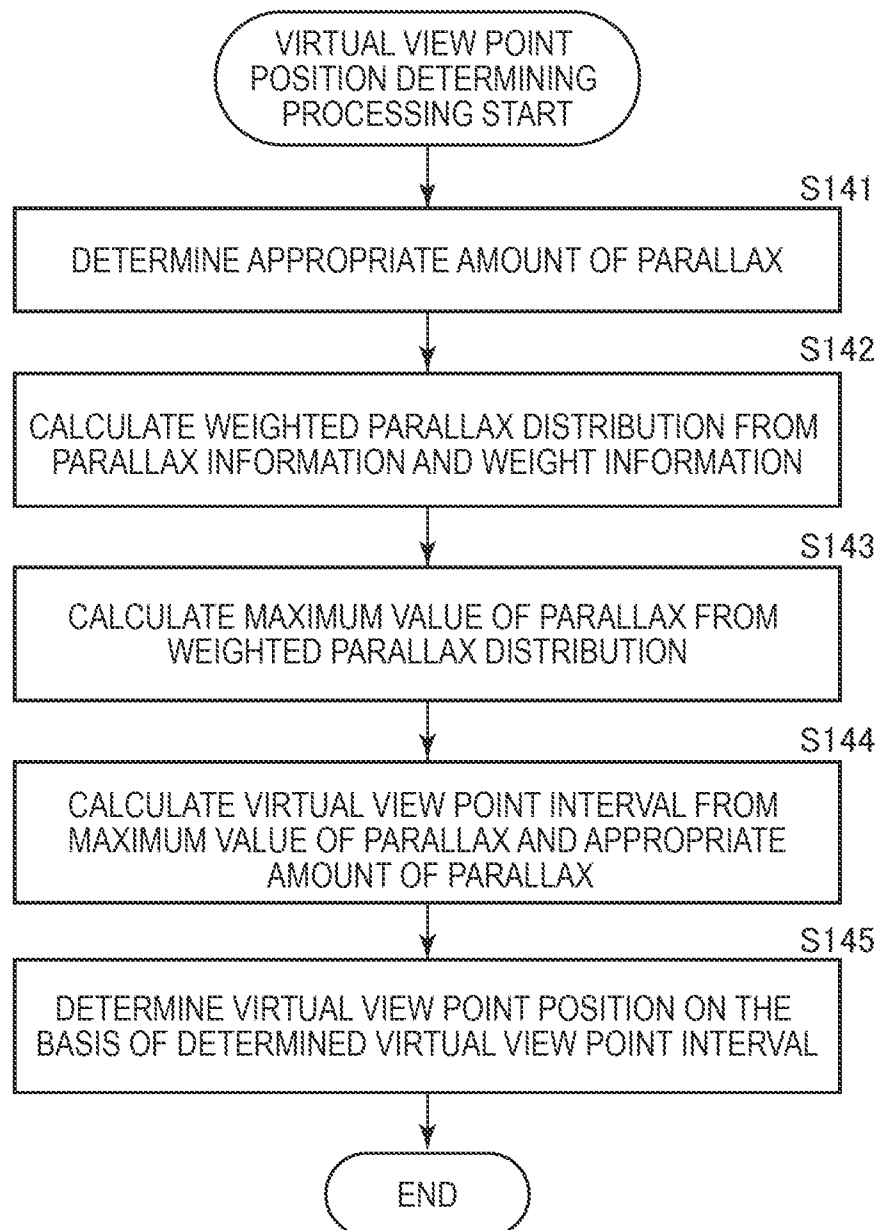 VIRTUAL VIEW POINT
POSITION DETERMINING
PROCESSING START
S141
DETERMINE APPROPRIATE AMOUNT OF PARALLAX
S142
CALCULATE WEIGHTED PARALLAX DISTRIBUTION FROM
PARALLAX INFORMATION AND WEIGHT INFORMATION
S143
CALCULATE MAXIMUM VALUE OF PARALLAX FROM
WEIGHTED PARALLAX DISTRIBUTION
S144
CALCULATE VIRTUAL VIEW POINT INTERVAL FROM
MAXIMUM VALUE OF PARALLAX AND APPROPRIATE
AMOUNT OF PARALLAX
S145
DETERMINE VIRTUAL VIEW POINT POSITION ON THE
BASIS OF DETERMINED VIRTUAL VIEW POINT INTERVAL
END